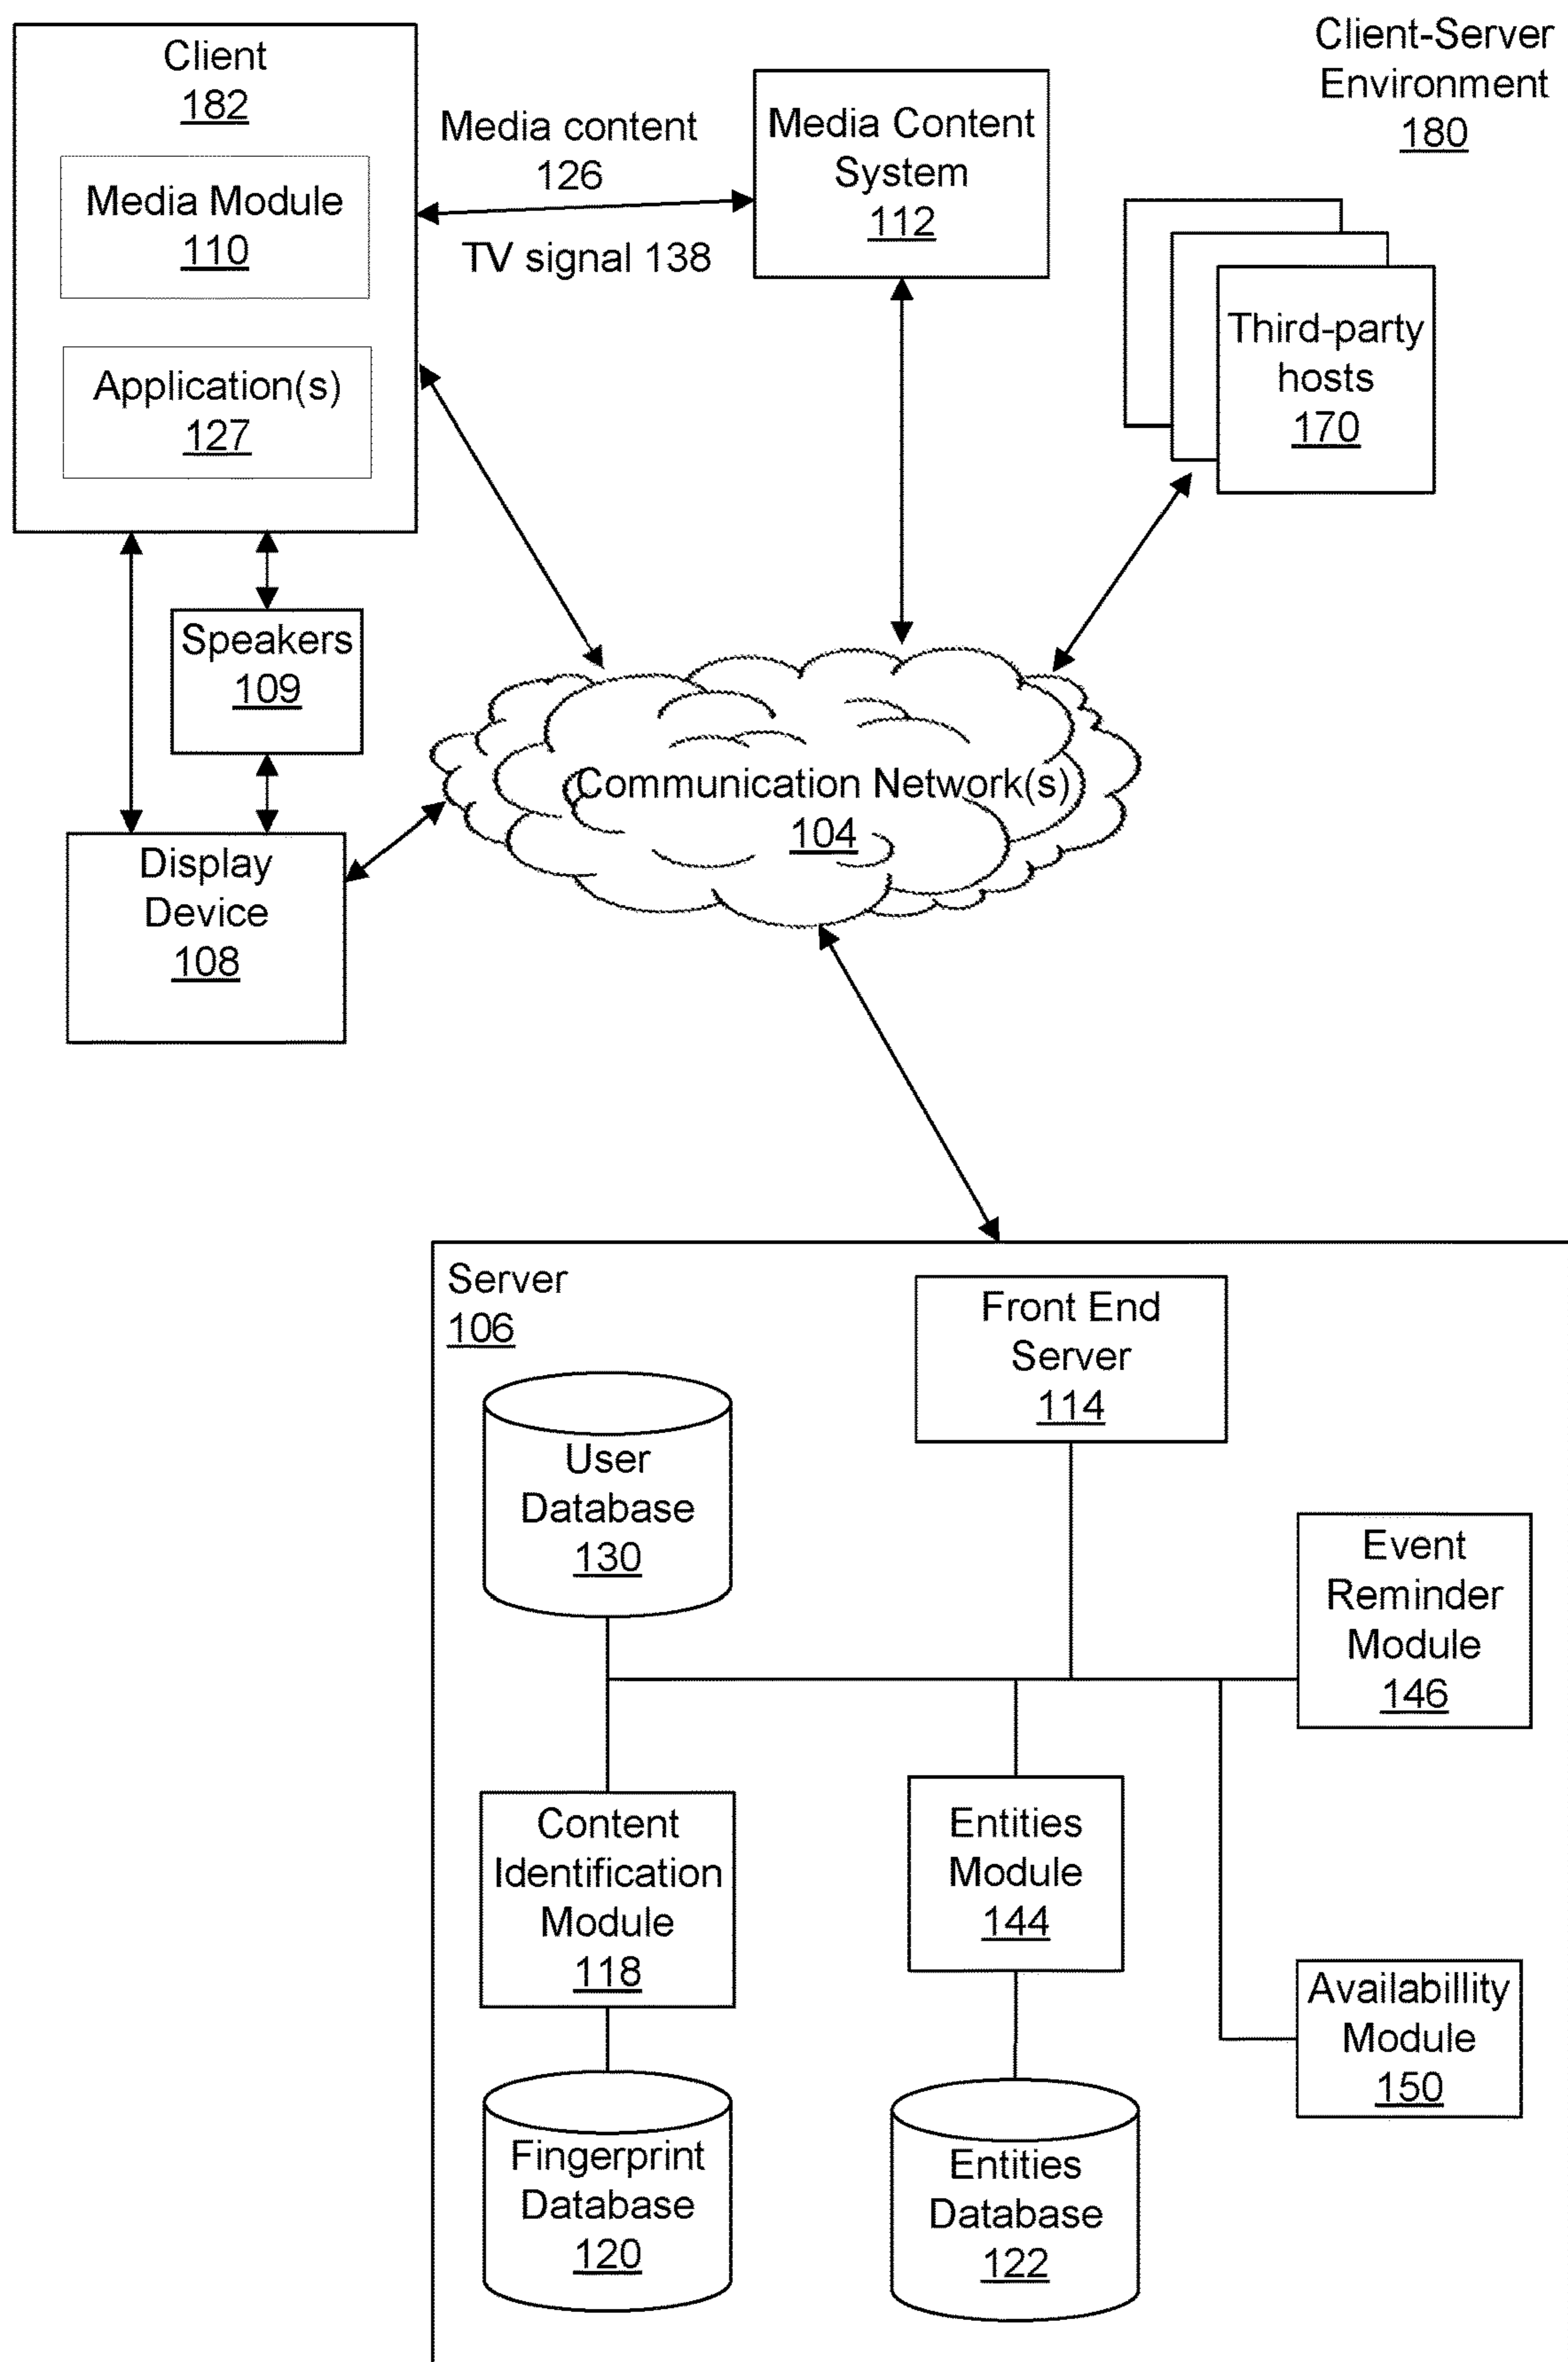 Client
182
Media Module
110
Application(s)
127
Media content
126
TV signal 138
Media Content
System
112
Client-Server
Environment
180
Third-party
hosts
170
Speakers
109
Display
Device
108
Communication Network(s)
104
Server
106
Front End
Server
114
User
Database
130
Event
Reminder
Module
146
Content
Identification
Module
118
Entities
Module
144
Availabillity
Module
150
Fingerprint
Database
120
Entities
Database
122